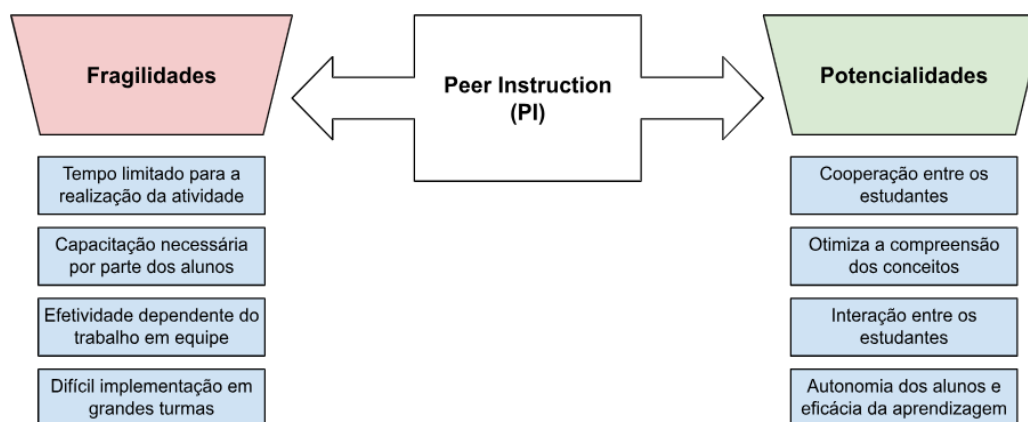 Fragilidades
Peer Instruction
(PI)
Potencialidades
Tempo limitado para a
realização da atividade
Capacitação necessária
por parte dos alunos
Efetividade dependente do
trabalho em equipe
Difícil implementação em
grandes turmas
Cooperação entre os
estudantes
Otimiza a compreensão
dos conceitos
Interação entre os
estudantes
Autonomia dos alunos e
eficácia da aprendizagem